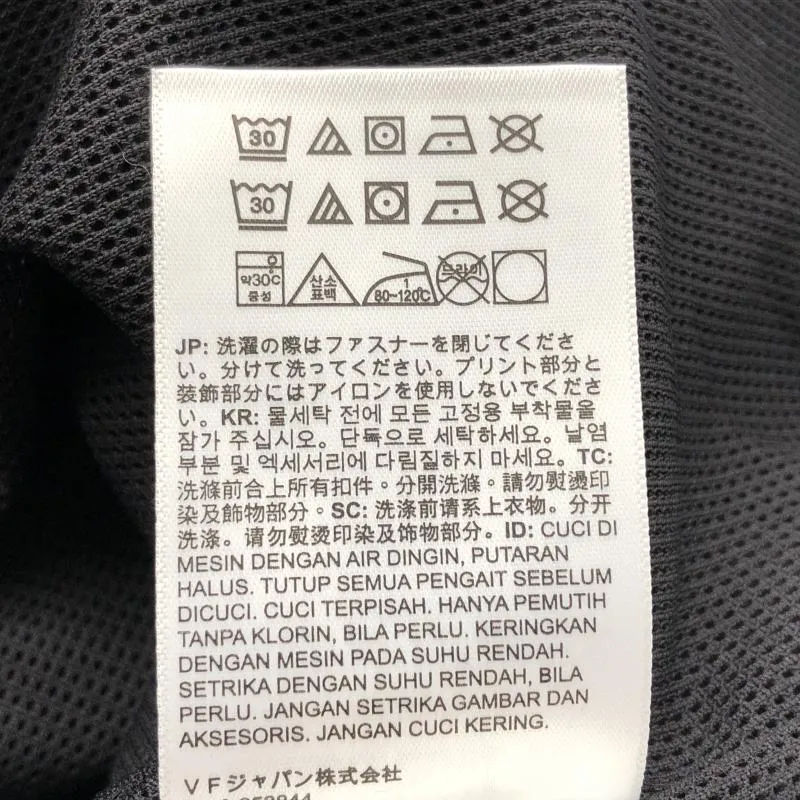 30
30
약30℃
중성
산소
표백
80~120℃
드라이
JP: 洗濯の際はファスナーを閉じてくださ
い。分けて洗ってください。プリント部分と
装飾部分にはアイロンを使用しないでくださ
い。KR: 물세탁 전에 모든 고정용 부착물을
잠가 주십시오. 단독으로 세탁하세요. 날염
부분 및 엑세서리에 다림질하지 마세요。TC:
洗滌前合上所有扣件。分開洗滌。請勿熨燙印
染及飾物部分。SC: 洗涤前请系上衣物。分开
洗涤。请勿熨烫印染及饰物部分。ID: CUCI DI
MESIN DENGAN AIR DINGIN, PUTARAN
HALUS. TUTUP SEMUA PENGAIT SEBELUM
DICUCI. CUCI TERPISAH. HANYA PEMUTIH
TANPA KLORIN, BILA PERLU. KERINGKAN
DENGAN MESIN PADA SUHU RENDAH.
SETRIKA DENGAN SUHU RENDAH, BILA
PERLU. JANGAN SETRIKA GAMBAR DAN
AKSESORIS. JANGAN CUCI KERING.
ＶＦジャパン株式会社